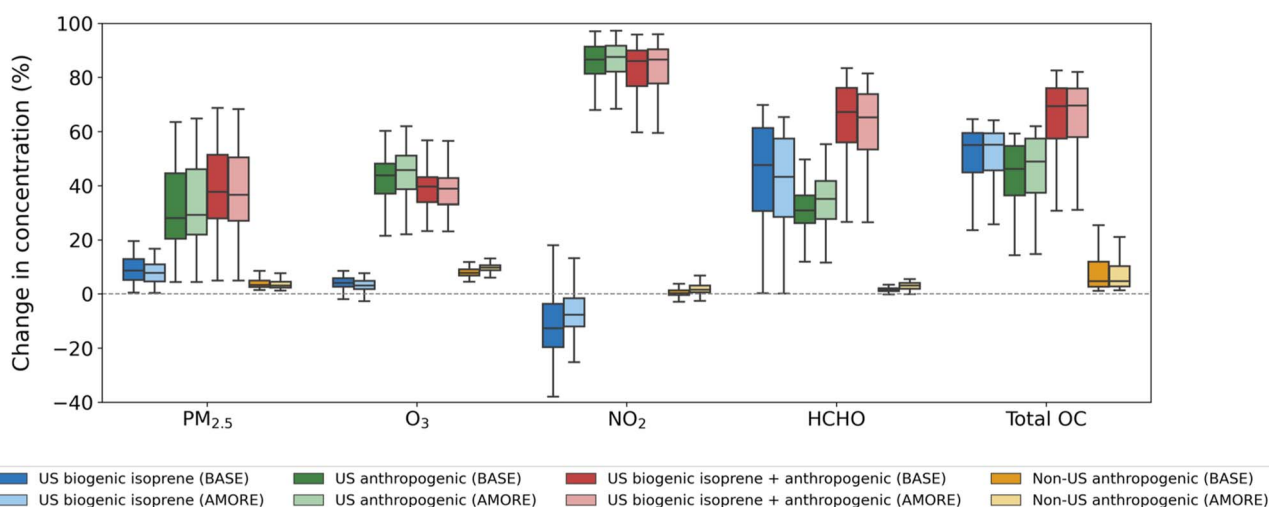 Change in concentration (%)
100
80
60
40
20
0
−20
−40
PM2.5
O3
NO2
HCHO
Total OC
US biogenic isoprene (BASE)
US anthropogenic (BASE)
US biogenic isoprene + anthropogenic (BASE)
Non-US anthropogenic (BASE)
US biogenic isoprene (AMORE)
US anthropogenic (AMORE)
US biogenic isoprene + anthropogenic (AMORE)
Non-US anthropogenic (AMORE)